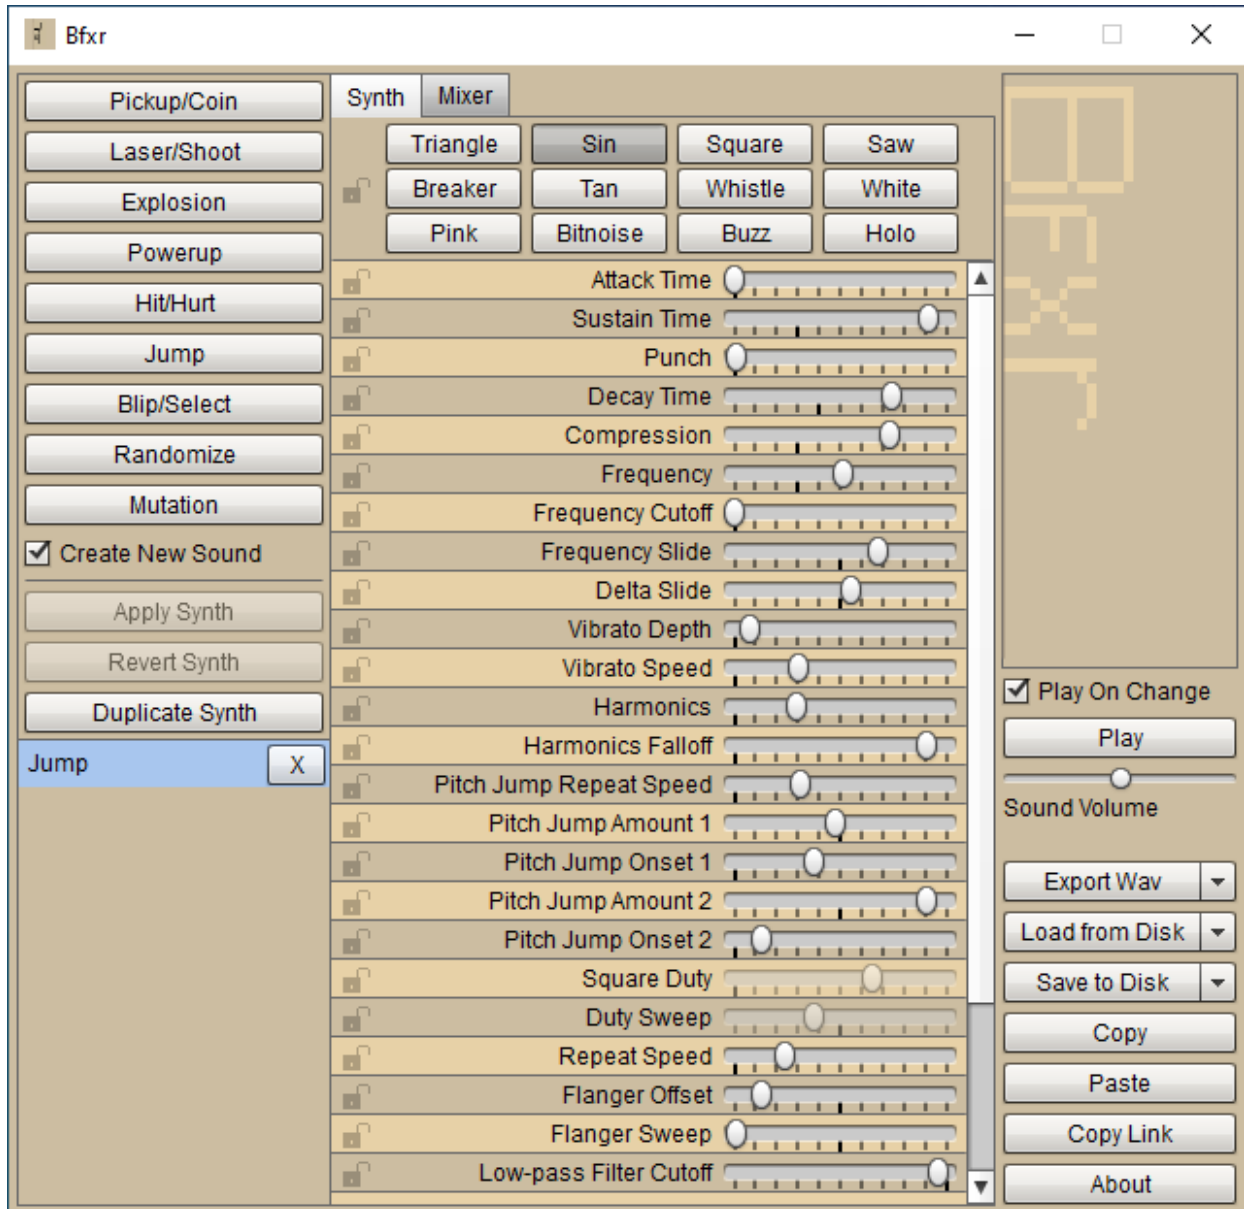 Bfxr
Pickup/Coin
Laser/Shoot
Explosion
Powerup
Hit/Hurt
Jump
Blip/Select
Randomize
Mutation
Create New Sound
Apply Synth
Revert Synth
Duplicate Synth
Jump X
Synth Mixer
Triangle Sin Square Saw
Breaker Tan Whistle White
Pink Bitnoise Buzz Holo
Attack Time
Sustain Time
Punch
Decay Time
Compression
Frequency
Frequency Cutoff
Frequency Slide
Delta Slide
Vibrato Depth
Vibrato Speed
Harmonics
Harmonics Falloff
Pitch Jump Repeat Speed
Pitch Jump Amount 1
Pitch Jump Onset 1
Pitch Jump Amount 2
Pitch Jump Onset 2
Square Duty
Duty Sweep
Repeat Speed
Flanger Offset
Flanger Sweep
Low-pass Filter Cutoff
Bfxr
Play On Change
Play
Sound Volume
Export Wav
Load from Disk
Save to Disk
Copy
Paste
Copy Link
About